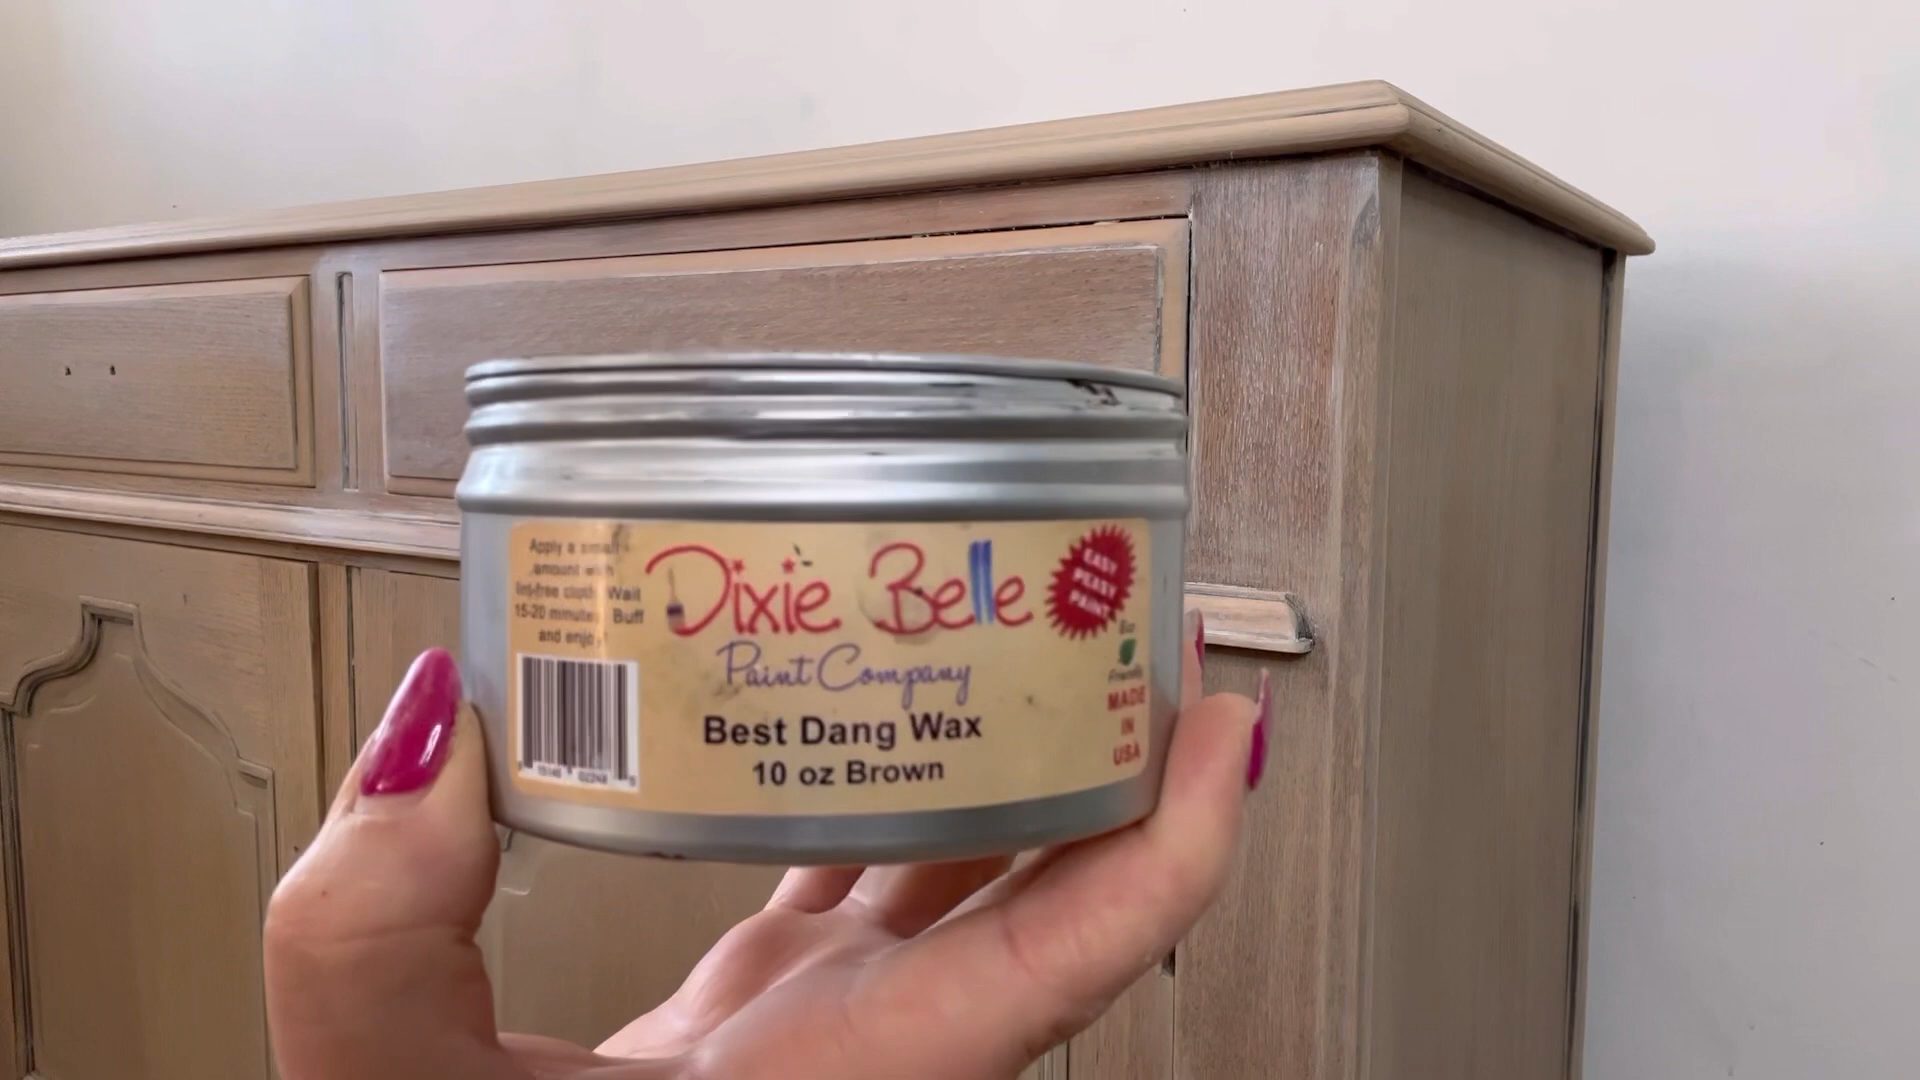 Apply a small
amount with
lint-free cloth. Wait
15-20 minutes. Buff
and enjoy!
Dixie Belle
Paint Company
Best Dang Wax
10 oz Brown
EASY
PEASY
PAINT
Eco
Friendly
MADE
IN
USA